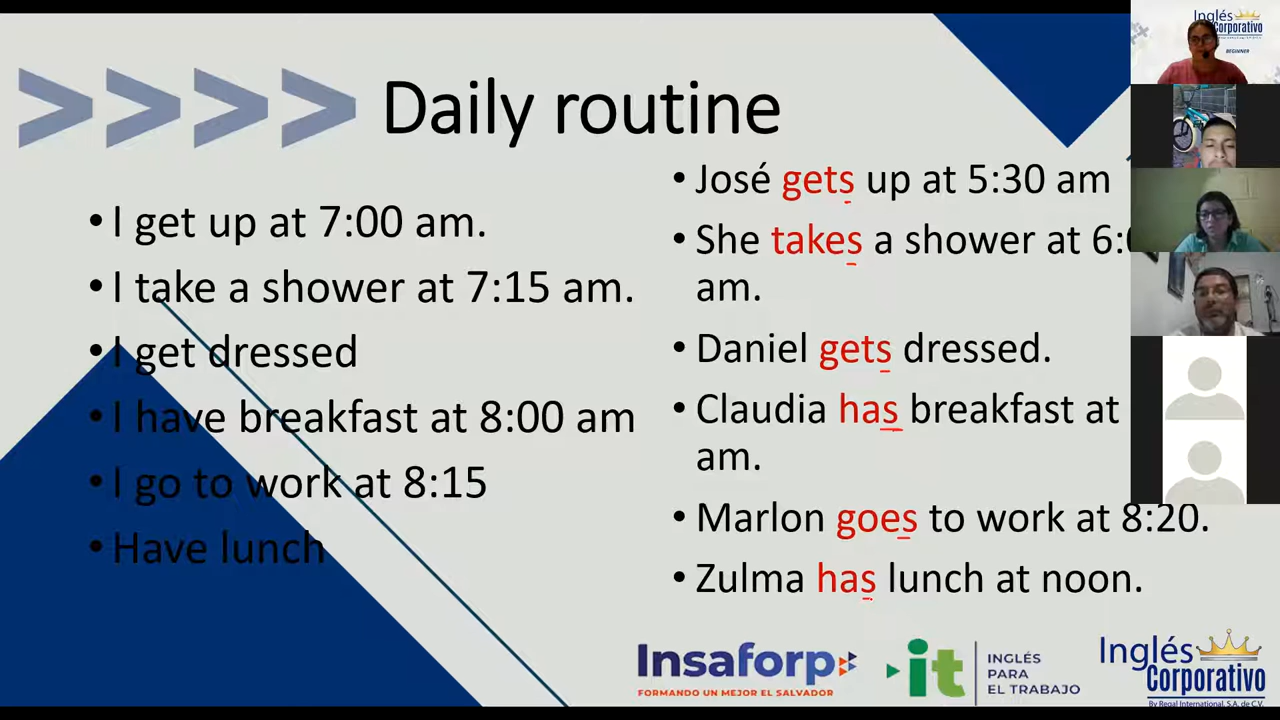 >>>> Daily routine
• I get up at 7:00 am.
• I take a shower at 7:15 am.
• I get dressed
• I have breakfast at 8:00 am
• I go to work at 8:15
• Have lunch
• José gets up at 5:30 am
• She takes a shower at 6:
am.
• Daniel gets dressed.
• Claudia has breakfast at
am.
• Marlon goes to work at 8:20.
• Zulma has lunch at noon.
Insaforp
FORMANDO UN MEJOR EL SALVADOR
it
INGLÉS
PARA
EL TRABAJO
Inglés
Corporativo
By Regal International, S.A. de C.V.
Inglés
Corporativo
BEGINNER